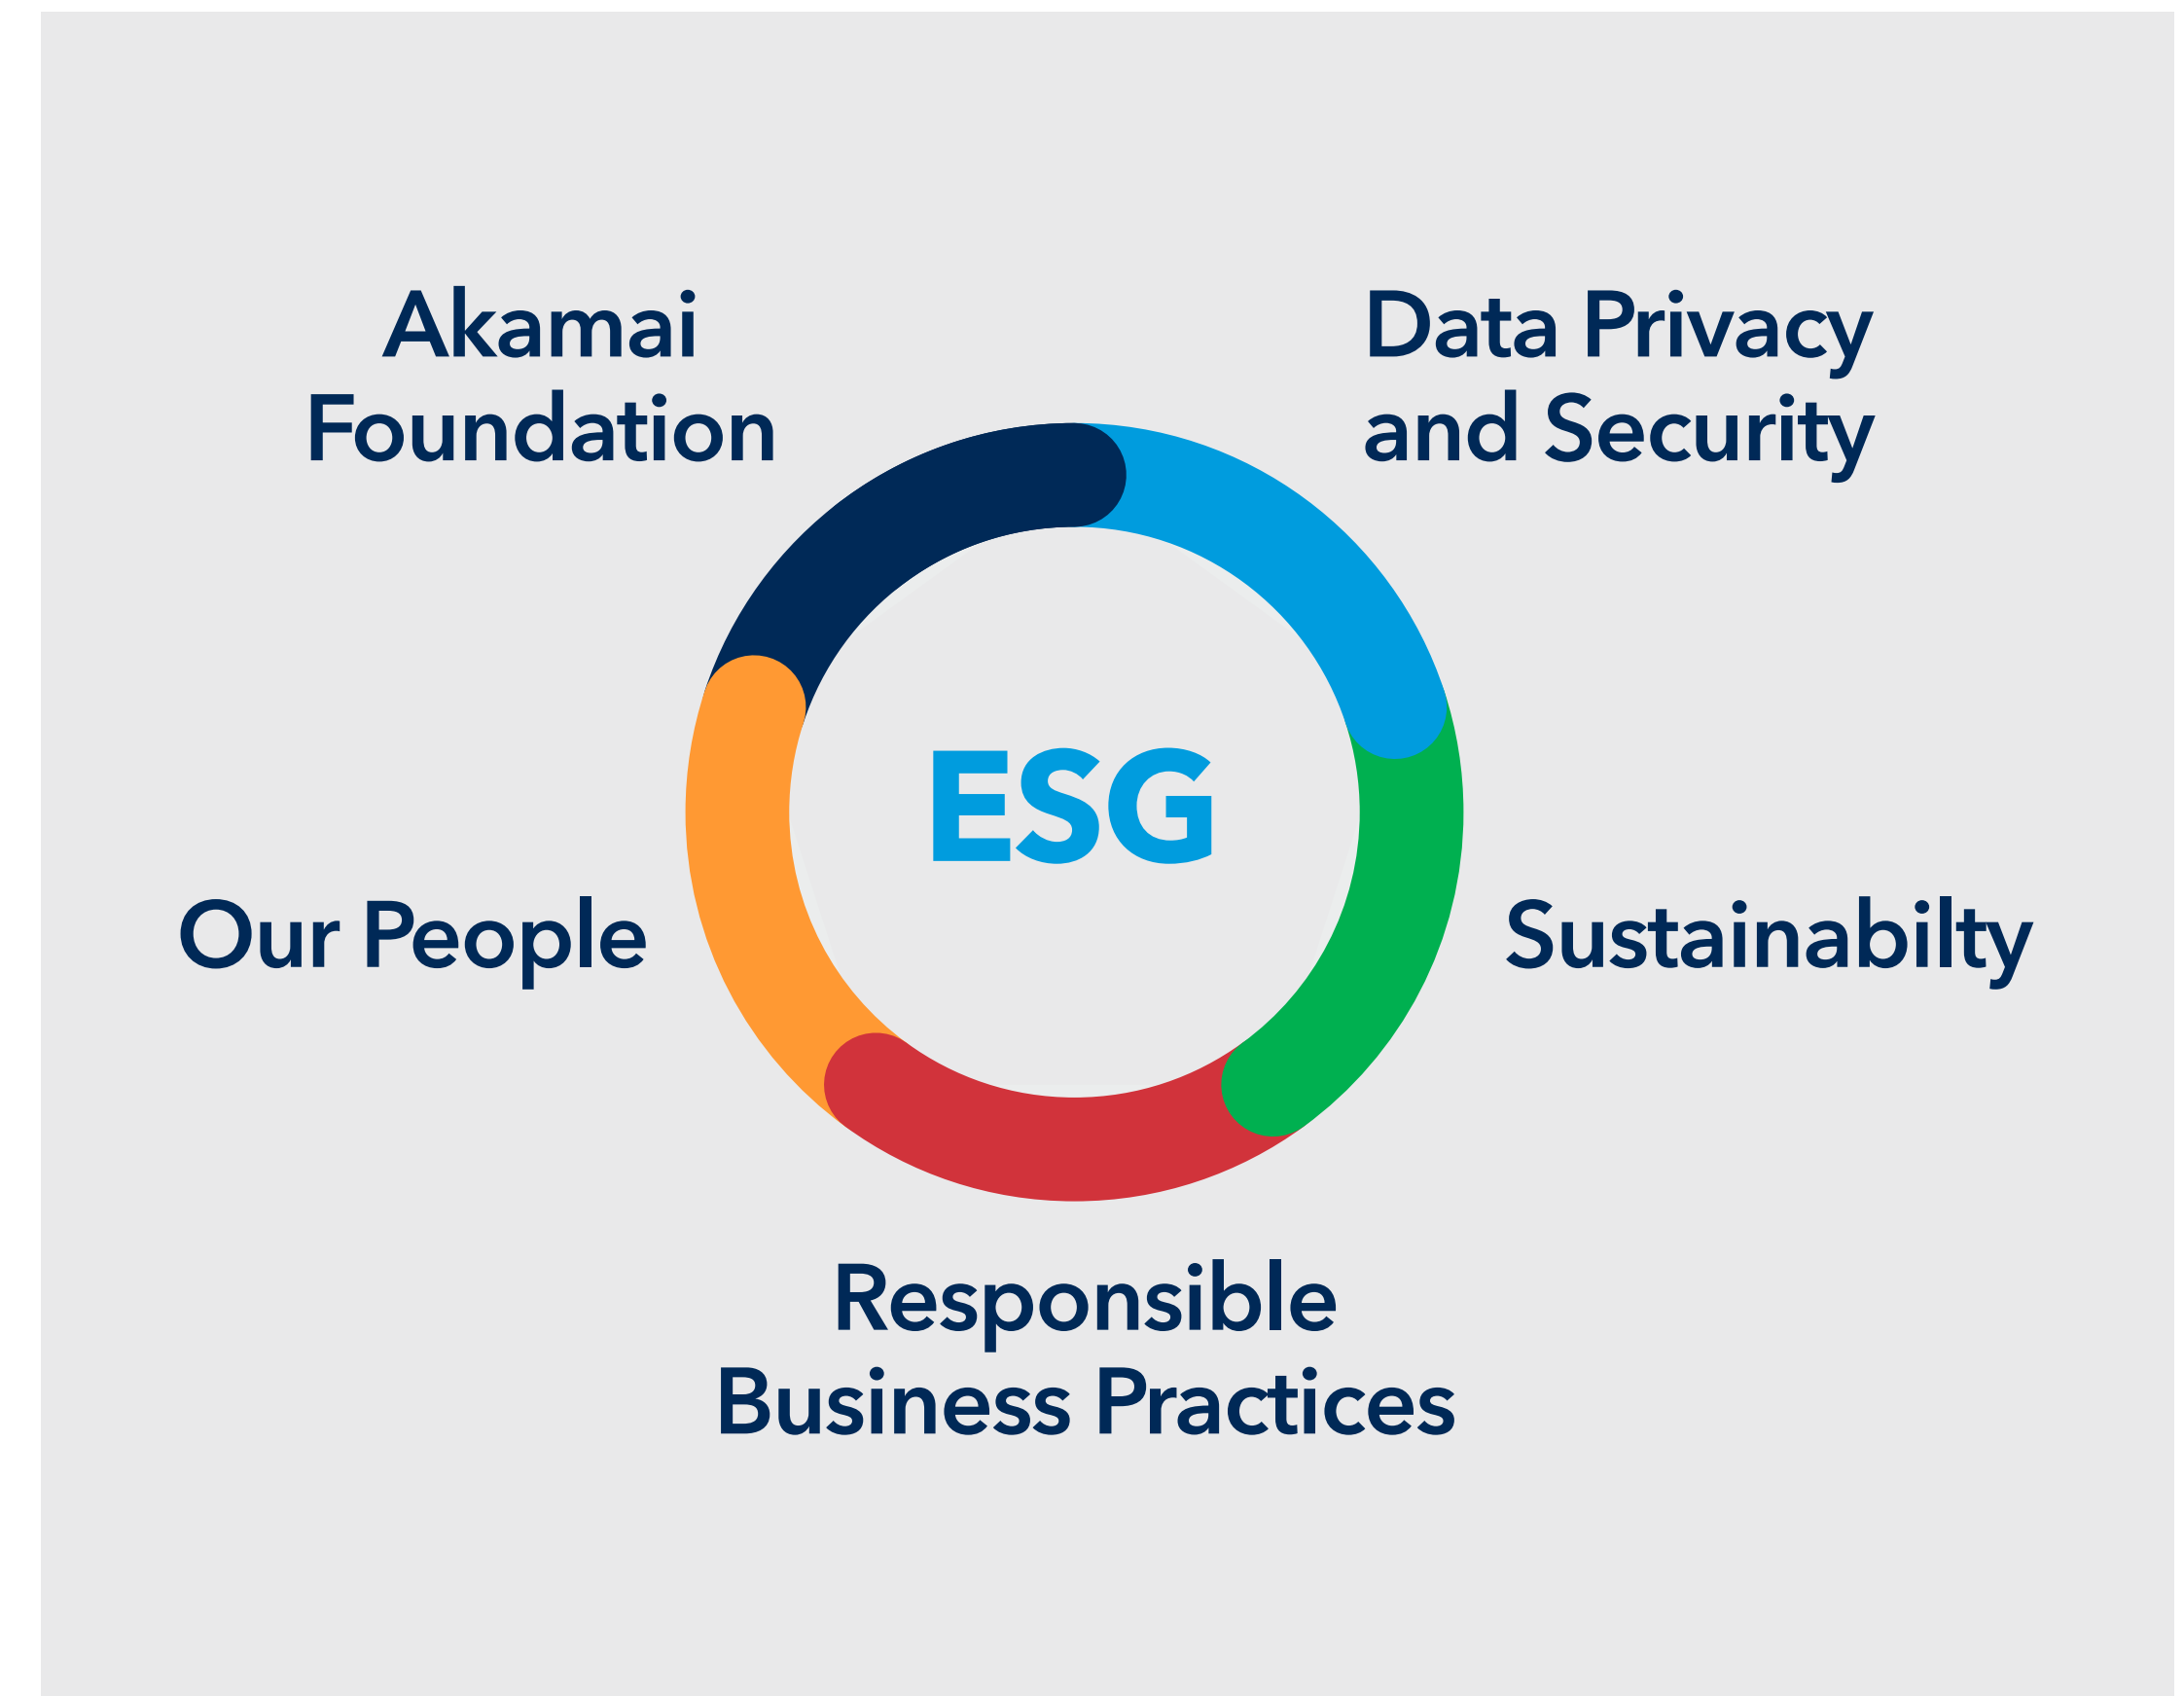 Akamai
Foundation
Data Privacy
and Security
ESG
Our People
Sustainabilty
Responsible
Business Practices